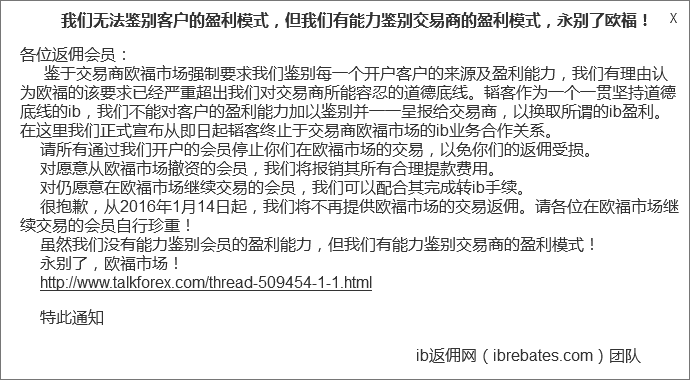 我们无法鉴别客户的盈利模式，但我们有能力鉴别交易商的盈利模式，永别了欧福！ X
各位返佣会员：
鉴于交易商欧福市场强制要求我们鉴别每一个开户客户的来源及盈利能力，我们有理由认
为欧福的该要求已经严重超出我们对交易商所能容忍的道德底线。韬客作为一个一贯坚持道德
底线的ib，我们不能对客户的盈利能力加以鉴别并一一呈报给交易商，以换取所谓的ib盈利。
在这里我们正式宣布从即日起韬客终止于交易商欧福市场的ib业务合作关系。
请所有通过我们开户的会员停止你们在欧福市场的交易，以免你们的返佣受损。
对愿意从欧福市场撤资的会员，我们将报销其所有合理提款费用。
对仍愿意在欧福市场继续交易的会员，我们可以配合其完成转ib手续。
很抱歉，从2016年1月14日起，我们将不再提供欧福市场的交易返佣。请各位在欧福市场继
续交易的会员自行珍重！
虽然我们没有能力鉴别会员的盈利能力，但我们有能力鉴别交易商的盈利模式！
永别了，欧福市场！
http://www.talkforex.com/thread-509454-1-1.html
特此通知
ib返佣网（ibrebates.com）团队